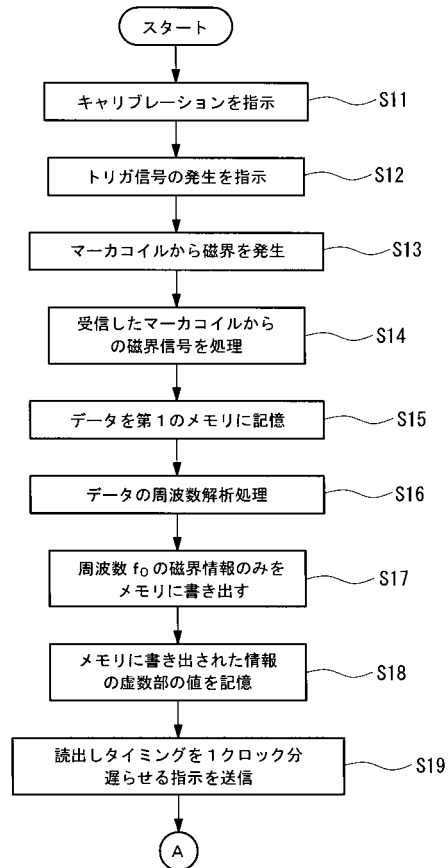 スタート
キャリブレーションを指示
S11
トリガ信号の発生を指示
S12
マーカコイルから磁界を発生
S13
受信したマーカコイルから
の磁界信号を処理
S14
データを第１のメモリに記憶
S15
データの周波数解析処理
S16
周波数 f0 の磁界情報のみを
メモリに書き出す
S17
メモリに書き出された情報
の虚数部の値を記憶
S18
読出しタイミングを１クロック分
遅らせる指示を送信
S19
A